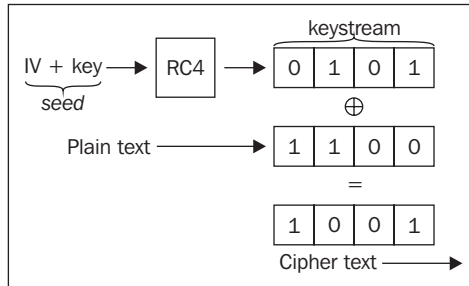 keystream
IV + key RC4 0 1 0 1
seed
⊕
Plain text 1 1 0 0
=
1 0 0 1
Cipher text